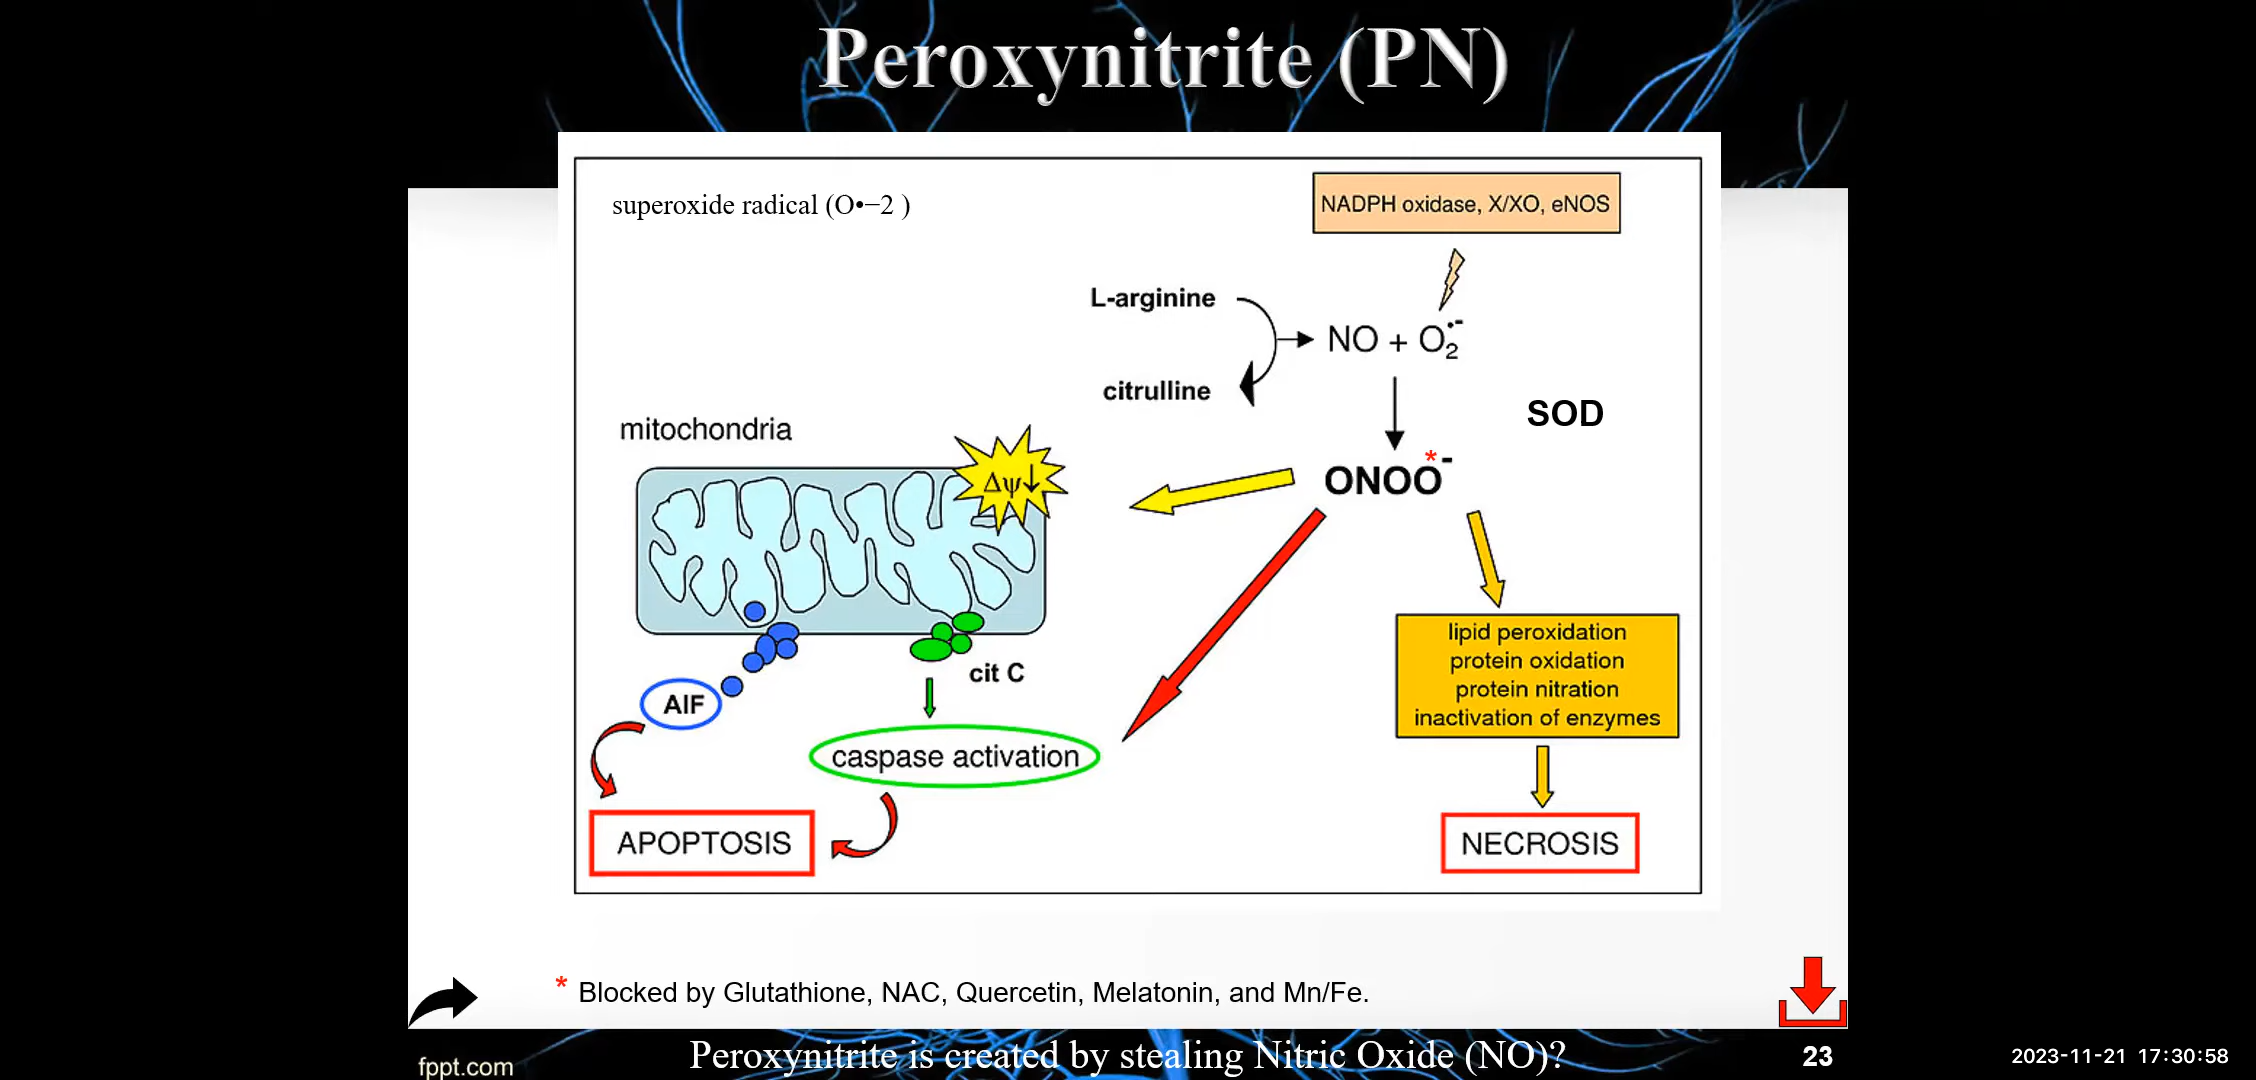 Peroxynitrite (PN)
superoxide radical (O•−2 )
NADPH oxidase, X/XO, eNOS
L-arginine
NO + O2•-
citrulline
SOD
mitochondria
Δψ↓
ONOO*-
lipid peroxidation
protein oxidation
protein nitration
inactivation of enzymes
cit C
AIF
caspase activation
APOPTOSIS
NECROSIS
* Blocked by Glutathione, NAC, Quercetin, Melatonin, and Mn/Fe.
fppt.com
Peroxynitrite is created by stealing Nitric Oxide (NO)?
23
2023-11-21 17:30:58